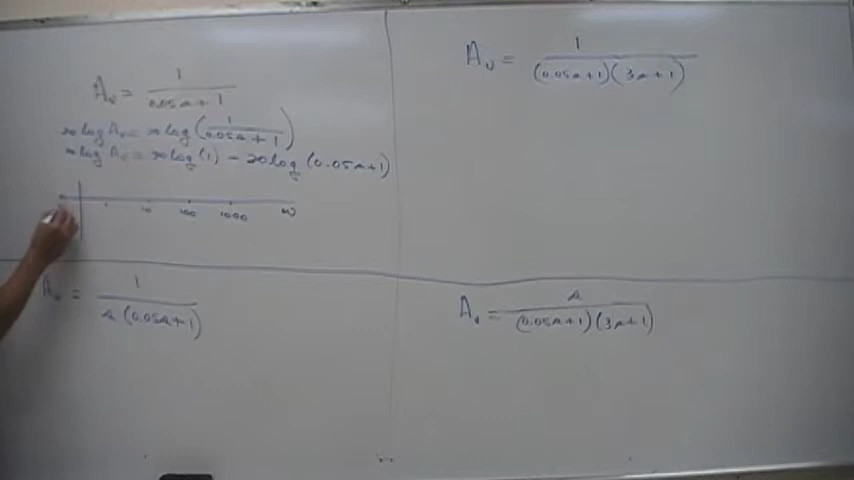 Av = 1 / (0.05s + 1)
20 log Av = 20 log (1 / (0.05s + 1))
20 log Av = 20 log (1) - 20 log (0.05s + 1)
10 100 1000 ω
Av = 1 / ((0.05s + 1)(3s + 1))
Av = 1 / (s (0.05s + 1))
Av = s / ((0.05s + 1)(3s + 1))